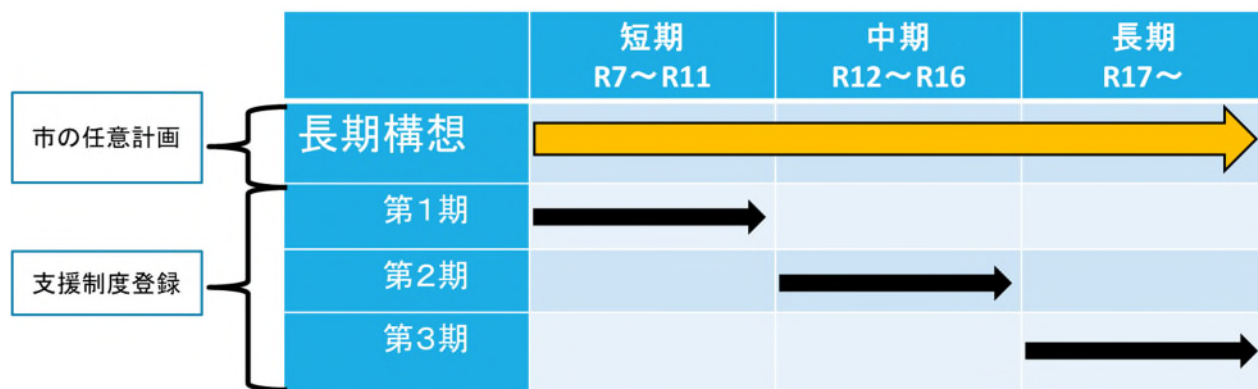 短期
R7～R11
中期
R12～R16
長期
R17～
市の任意計画
長期構想
第１期
支援制度登録
第２期
第３期